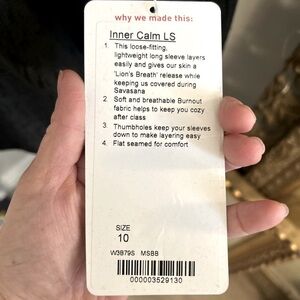 why we made this:
Inner Calm LS
1. This loose-fitting,
lightweight long sleeve layers
easily and gives our skin a
'Lion's Breath' release while
keeping us covered during
Savasana
2. Soft and breathable Burnout
fabric helps to keep you cozy
after class
3. Thumbholes keep your sleeves
down to make layering easy
4. Flat seamed for comfort
SIZE
10
W3B79S MSBB
000003529130